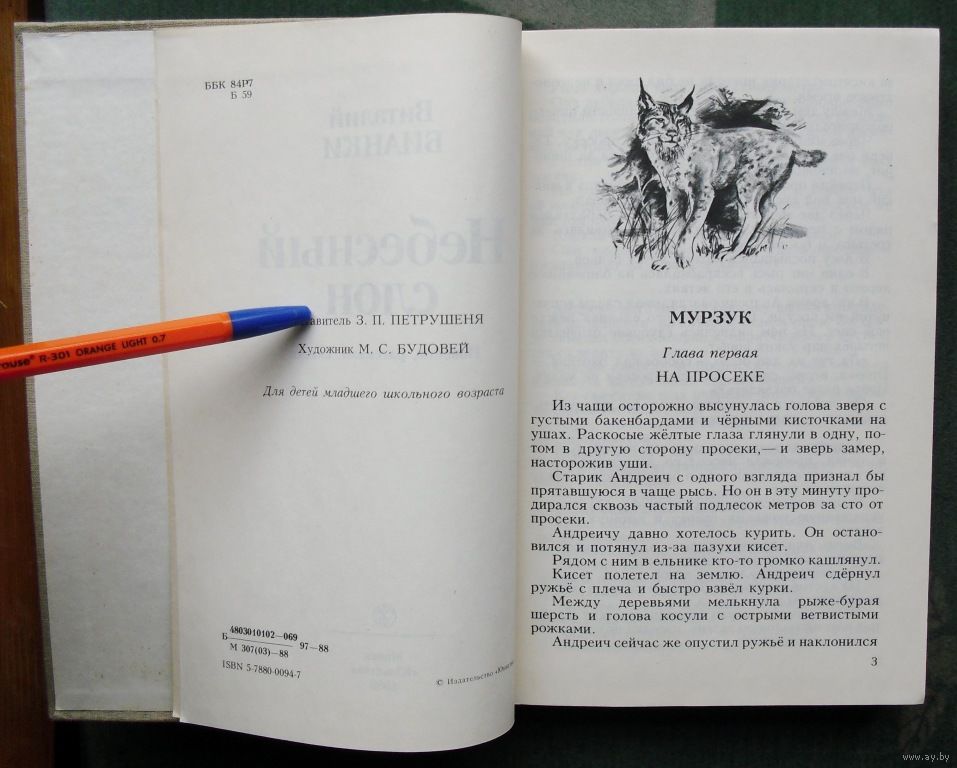 ББК 84Р7
Б 59
З. П. ПЕТРУШЕНЯ
Художник М. С. БУДОВЕЙ
Для детей младшего школьного возраста
Б 4803010102—069 97—88
М 307(03)—88
ISBN 5-7880-0094-7
© Издательство
R-301 ORANGE LIGHT 0.7
Виталий
БИАНКИ
Небесный
слон
МУРЗУК
Глава первая
НА ПРОСЕКЕ
Из чащи осторожно высунулась голова зверя с
густыми бакенбардами и чёрными кисточками на
ушах. Раскосые жёлтые глаза глянули в одну, по-
том в другую сторону просеки,— и зверь замер,
насторожив уши.
Старик Андреич с одного взгляда признал бы
прятавшуюся в чаще рысь. Но он в эту минуту про-
дирался сквозь частый подлесок метров за сто от
просеки.
Андреичу давно хотелось курить. Он остано-
вился и потянул из-за пазухи кисет.
Рядом с ним в ельнике кто-то громко кашлянул.
Кисет полетел на землю. Андреич сдёрнул
ружьё с плеча и быстро взвёл курки.
Между деревьями мелькнула рыже-бурая
шерсть и голова косули с острыми ветвистыми
рожками.
Андреич сейчас же опустил ружьё и наклонился
3
www.ay.by